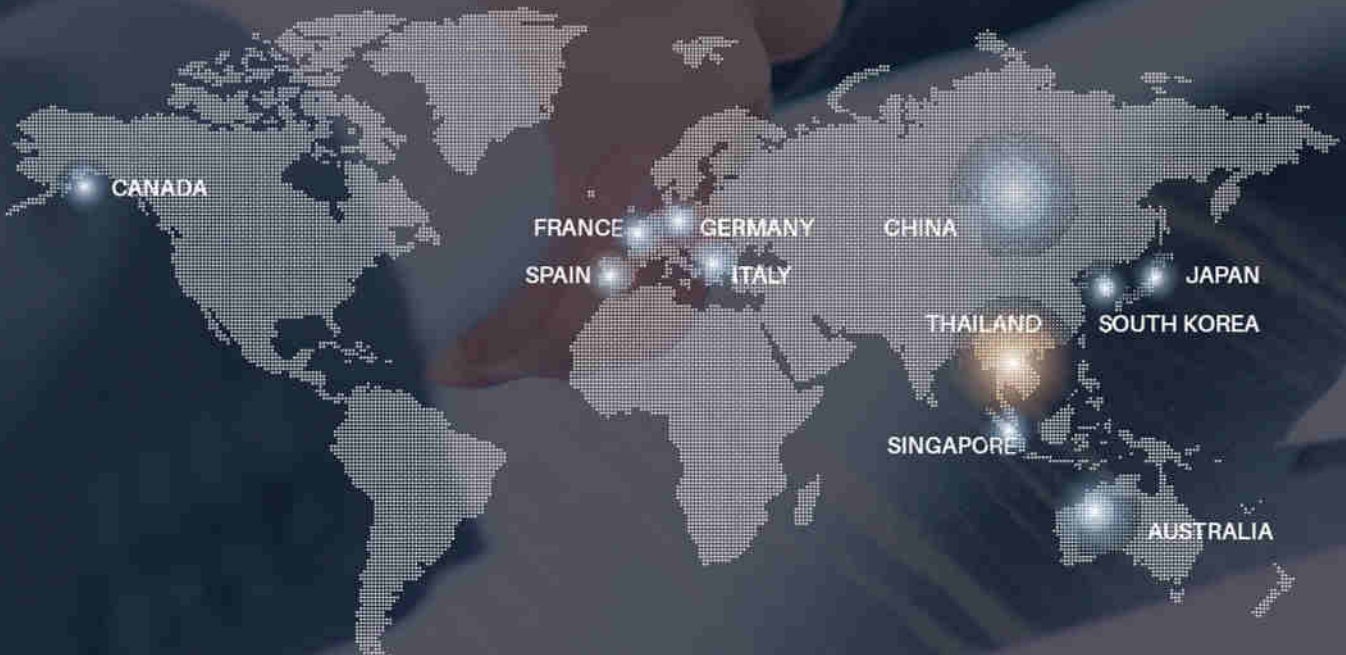 CANADA
FRANCE
GERMANY
CHINA
SPAIN
ITALY
JAPAN
THAILAND
SOUTH KOREA
SINGAPORE
AUSTRALIA